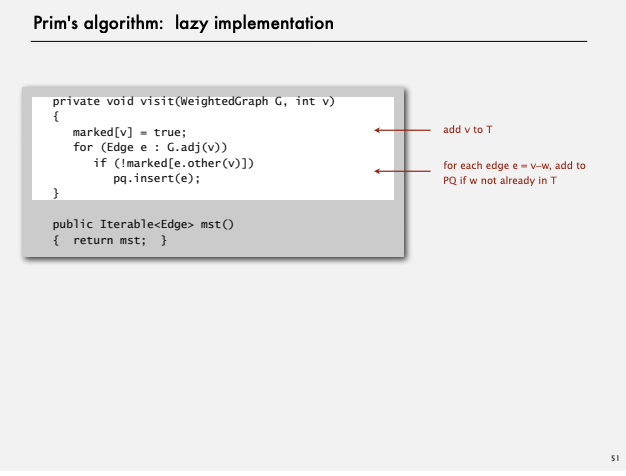 Prim's algorithm: lazy implementation
private void visit(WeightedGraph G, int v)
{
marked[v] = true;
for (Edge e : G.adj(v))
if (!marked[e.other(v)])
pq.insert(e);
}
public Iterable<Edge> mst()
{ return mst; }
add v to T
for each edge e = v–w, add to
PQ if w not already in T
51